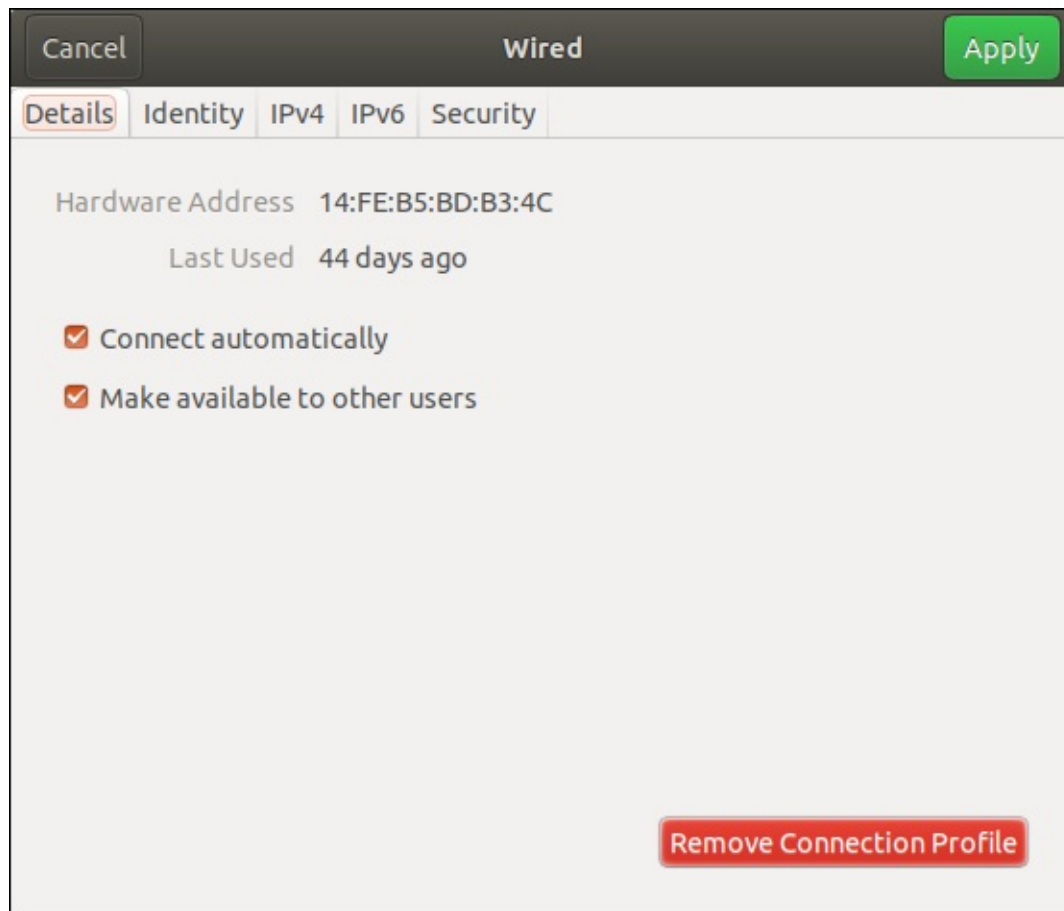 Cancel Wired Apply
Details Identity IPv4 IPv6 Security
Hardware Address 14:FE:B5:BD:B3:4C
Last Used 44 days ago
Connect automatically
Make available to other users
Remove Connection Profile